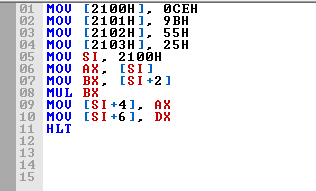 01 MOV [2100H], 0CEH
02 MOV [2101H], 9BH
03 MOV [2102H], 55H
04 MOV [2103H], 25H
05 MOV SI, 2100H
06 MOV AX, [SI]
07 MOV BX, [SI+2]
08 MUL BX
09 MOV [SI+4], AX
10 MOV [SI+6], DX
11 HLT
12
13
14
15